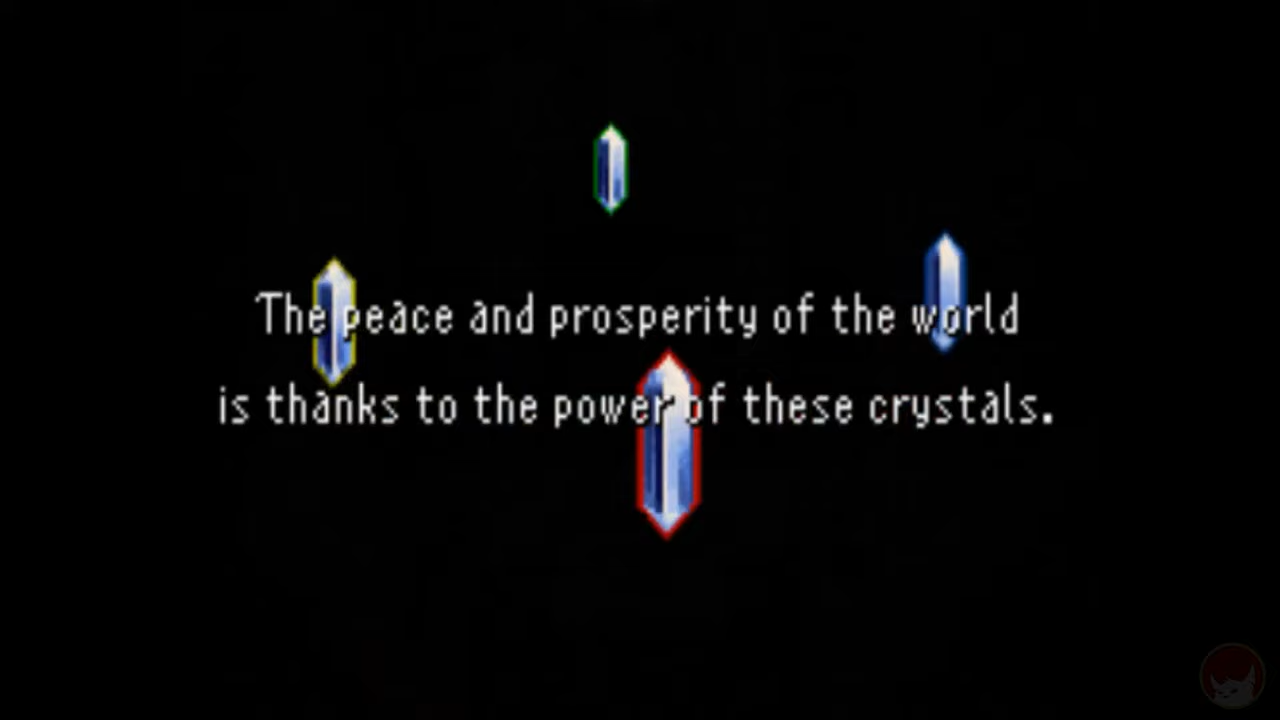 The peace and prosperity of the world
is thanks to the power of these crystals.